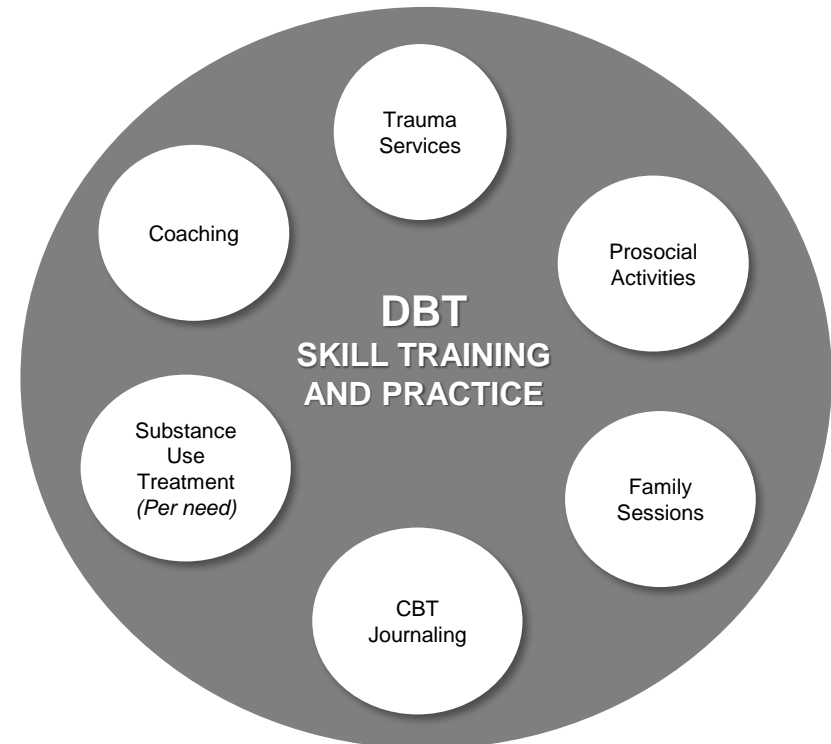 Trauma
Services
Coaching
Prosocial
Activities
DBT
SKILL TRAINING
AND PRACTICE
Substance
Use
Treatment
(Per need)
Family
Sessions
CBT
Journaling